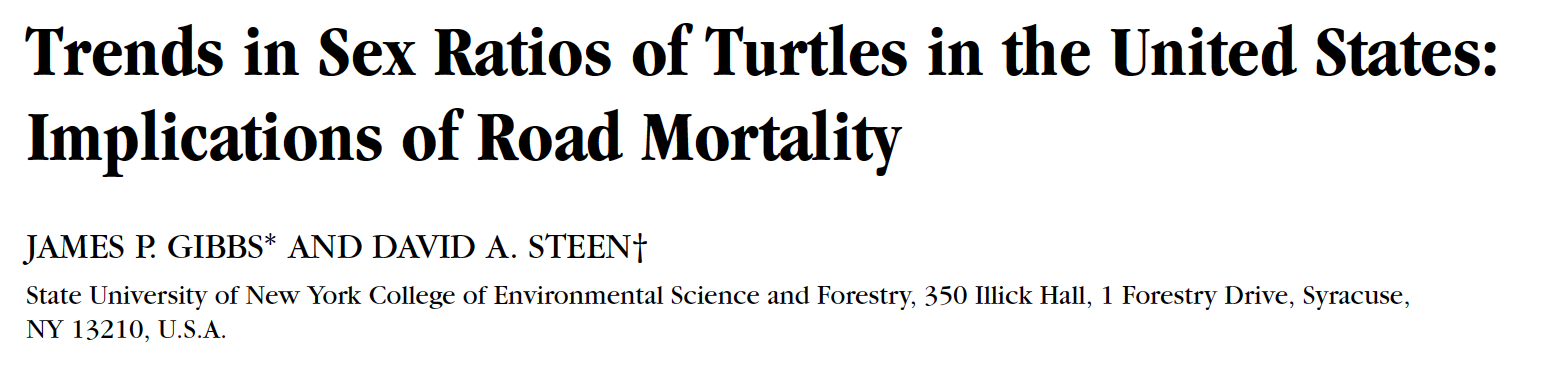 Trends in Sex Ratios of Turtles in the United States:
Implications of Road Mortality
JAMES P. GIBBS* AND DAVID A. STEEN†
State University of New York College of Environmental Science and Forestry, 350 Illick Hall, 1 Forestry Drive, Syracuse,
NY 13210, U.S.A.